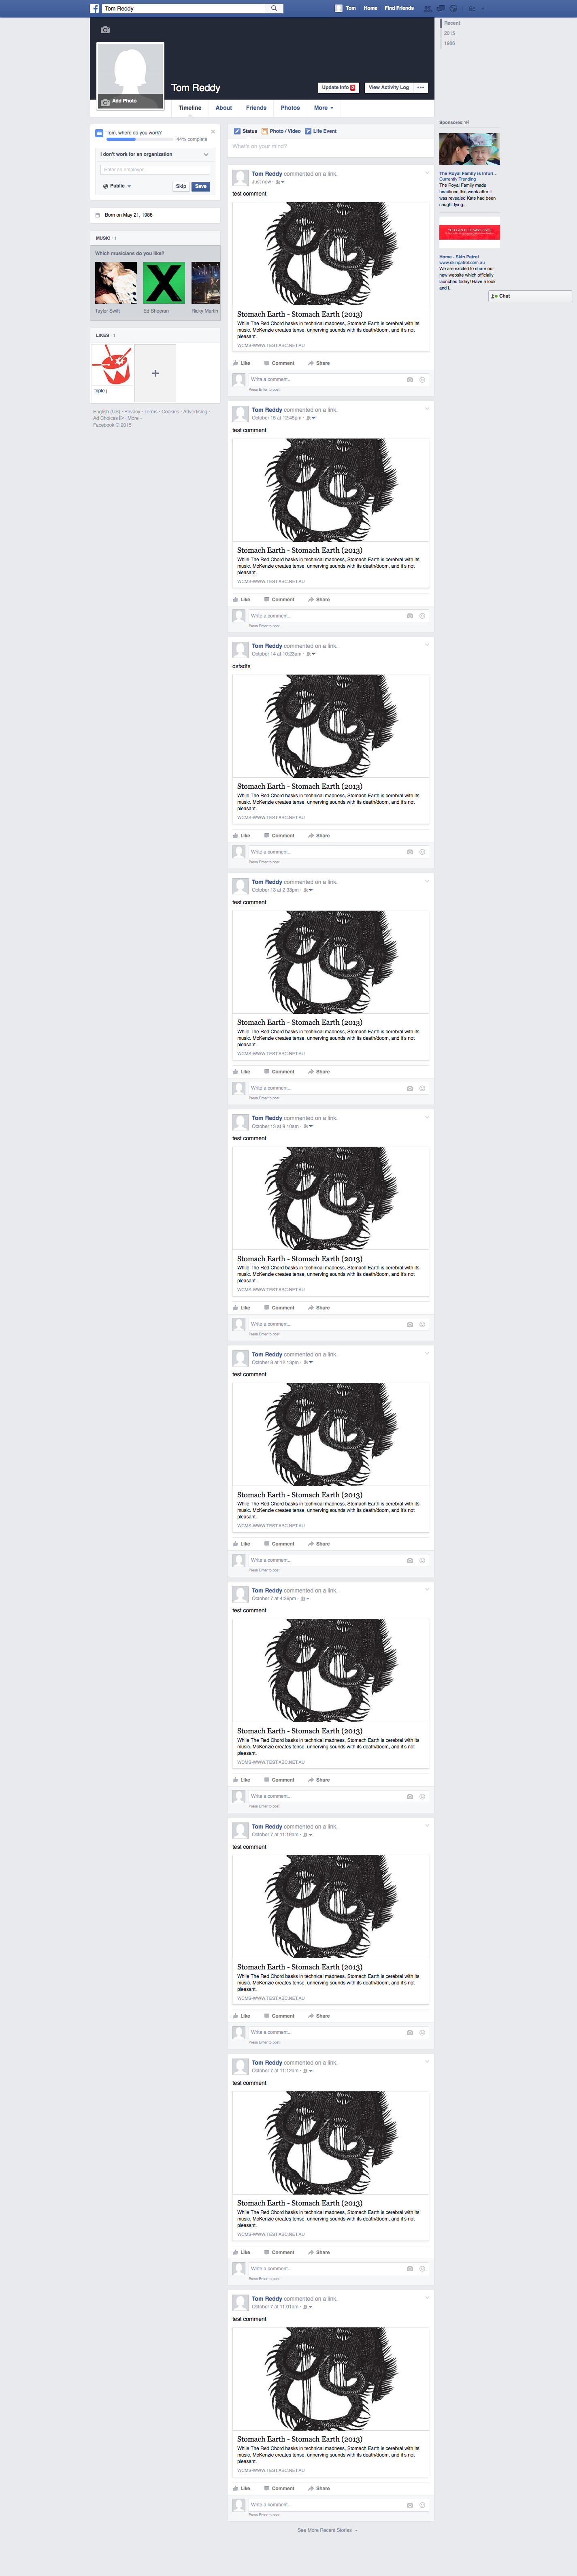 Tom Reddy
Tom Home Find Friends
Recent
2015
1986
Add Photo
Tom Reddy
Update Info
View Activity Log
Timeline About Friends Photos More
Tom, where do you work?
44% complete
I don't work for an organization
Enter an employer
Public Skip Save
Born on May 21, 1986
MUSIC · 1
Which musicians do you like?
X
Taylor Swift Ed Sheeran Ricky Martin
LIKES · 1
triple j
English (US) · Privacy · Terms · Cookies · Advertising ·
Ad Choices · More
Facebook © 2015
Status Photo / Video Life Event
What's on your mind?
Tom Reddy commented on a link.
Just now ·
test comment
Stomach Earth - Stomach Earth (2013)
While The Red Chord basks in technical madness, Stomach Earth is cerebral with its
music. McKenzie creates tense, unnerving sounds with its death/doom, and it's not
pleasant.
WCMS-WWW.TEST.ABC.NET.AU
Like Comment Share
Write a comment...
Press Enter to post.
Tom Reddy commented on a link.
October 15 at 12:45pm ·
test comment
Stomach Earth - Stomach Earth (2013)
While The Red Chord basks in technical madness, Stomach Earth is cerebral with its
music. McKenzie creates tense, unnerving sounds with its death/doom, and it's not
pleasant.
WCMS-WWW.TEST.ABC.NET.AU
Like Comment Share
Write a comment...
Press Enter to post.
Tom Reddy commented on a link.
October 14 at 10:23am ·
dsfsdfs
Stomach Earth - Stomach Earth (2013)
While The Red Chord basks in technical madness, Stomach Earth is cerebral with its
music. McKenzie creates tense, unnerving sounds with its death/doom, and it's not
pleasant.
WCMS-WWW.TEST.ABC.NET.AU
Like Comment Share
Write a comment...
Press Enter to post.
Tom Reddy commented on a link.
October 13 at 2:33pm ·
test comment
Stomach Earth - Stomach Earth (2013)
While The Red Chord basks in technical madness, Stomach Earth is cerebral with its
music. McKenzie creates tense, unnerving sounds with its death/doom, and it's not
pleasant.
WCMS-WWW.TEST.ABC.NET.AU
Like Comment Share
Write a comment...
Press Enter to post.
Tom Reddy commented on a link.
October 13 at 9:10am ·
test comment
Stomach Earth - Stomach Earth (2013)
While The Red Chord basks in technical madness, Stomach Earth is cerebral with its
music. McKenzie creates tense, unnerving sounds with its death/doom, and it's not
pleasant.
WCMS-WWW.TEST.ABC.NET.AU
Like Comment Share
Write a comment...
Press Enter to post.
Tom Reddy commented on a link.
October 9 at 12:13pm ·
test comment
Stomach Earth - Stomach Earth (2013)
While The Red Chord basks in technical madness, Stomach Earth is cerebral with its
music. McKenzie creates tense, unnerving sounds with its death/doom, and it's not
pleasant.
WCMS-WWW.TEST.ABC.NET.AU
Like Comment Share
Write a comment...
Press Enter to post.
Tom Reddy commented on a link.
October 7 at 4:38pm ·
test comment
Stomach Earth - Stomach Earth (2013)
While The Red Chord basks in technical madness, Stomach Earth is cerebral with its
music. McKenzie creates tense, unnerving sounds with its death/doom, and it's not
pleasant.
WCMS-WWW.TEST.ABC.NET.AU
Like Comment Share
Write a comment...
Press Enter to post.
Tom Reddy commented on a link.
October 7 at 11:19am ·
test comment
Stomach Earth - Stomach Earth (2013)
While The Red Chord basks in technical madness, Stomach Earth is cerebral with its
music. McKenzie creates tense, unnerving sounds with its death/doom, and it's not
pleasant.
WCMS-WWW.TEST.ABC.NET.AU
Like Comment Share
Write a comment...
Press Enter to post.
Tom Reddy commented on a link.
October 7 at 11:12am ·
test comment
Stomach Earth - Stomach Earth (2013)
While The Red Chord basks in technical madness, Stomach Earth is cerebral with its
music. McKenzie creates tense, unnerving sounds with its death/doom, and it's not
pleasant.
WCMS-WWW.TEST.ABC.NET.AU
Like Comment Share
Write a comment...
Press Enter to post.
Tom Reddy commented on a link.
October 7 at 11:01am ·
test comment
Stomach Earth - Stomach Earth (2013)
While The Red Chord basks in technical madness, Stomach Earth is cerebral with its
music. McKenzie creates tense, unnerving sounds with its death/doom, and it's not
pleasant.
WCMS-WWW.TEST.ABC.NET.AU
Like Comment Share
Write a comment...
Press Enter to post.
See More Recent Stories
Sponsored
The Royal Family is Infuri...
Currently Trending
The Royal Family made
headlines this week after it
was revealed Kate had been
caught lying...
Home - Skin Patrol
www.skinpatrol.com.au
We are excited to share our
new website which officially
launched today! Have a look
and l...
Chat